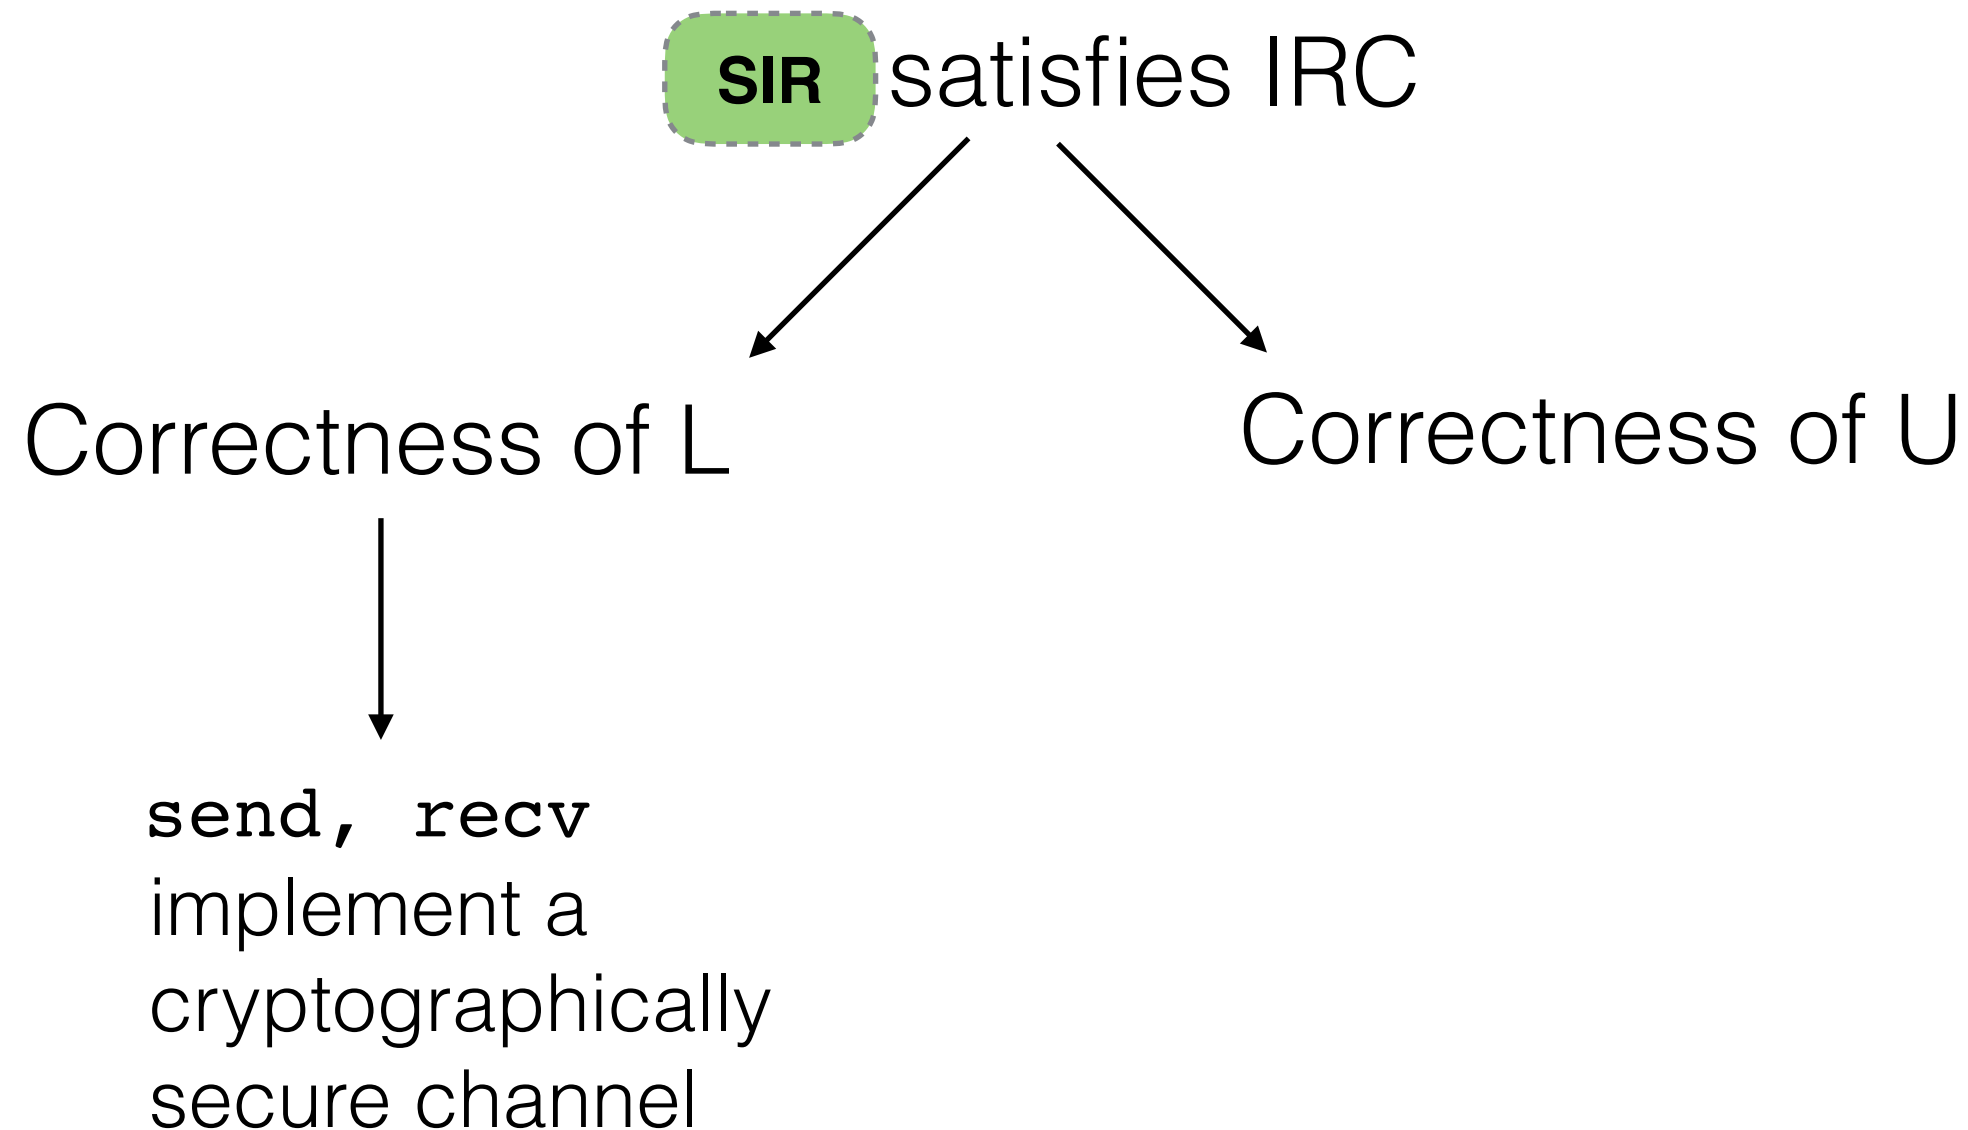 SIR satisfies IRC
Correctness of L
Correctness of U
send, recv
implement a
cryptographically
secure channel